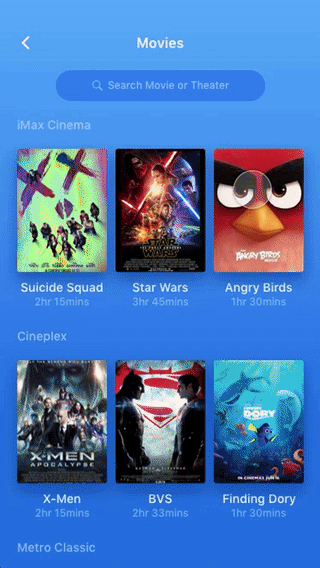 Movies
Search Movie or Theater
iMax Cinema
STAR
WARS
ANGRY BIRDS
Suicide Squad
Star Wars
Angry Birds
2hr 15mins
3hr 45mins
1hr 30mins
Cineplex
X-MEN
APOCALYPSE
FINDING
DORY
IN CINEMAS JUNE
X-Men
BVS
Finding Dory
2hr 15mins
2hr 33mins
1hr 30mins
Metro Classic